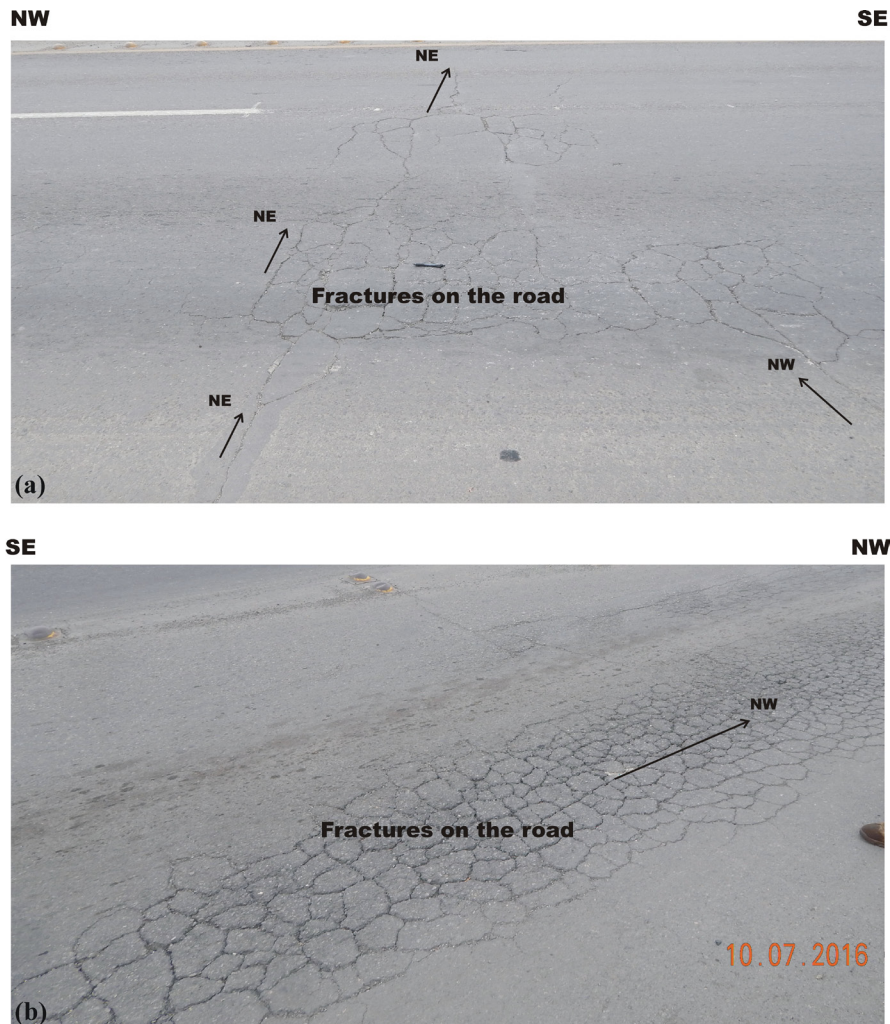 NW SE
NE
NE
Fractures on the road
NW
NE
(a)
SE NW
NW
Fractures on the road
10.07.2016
(b)